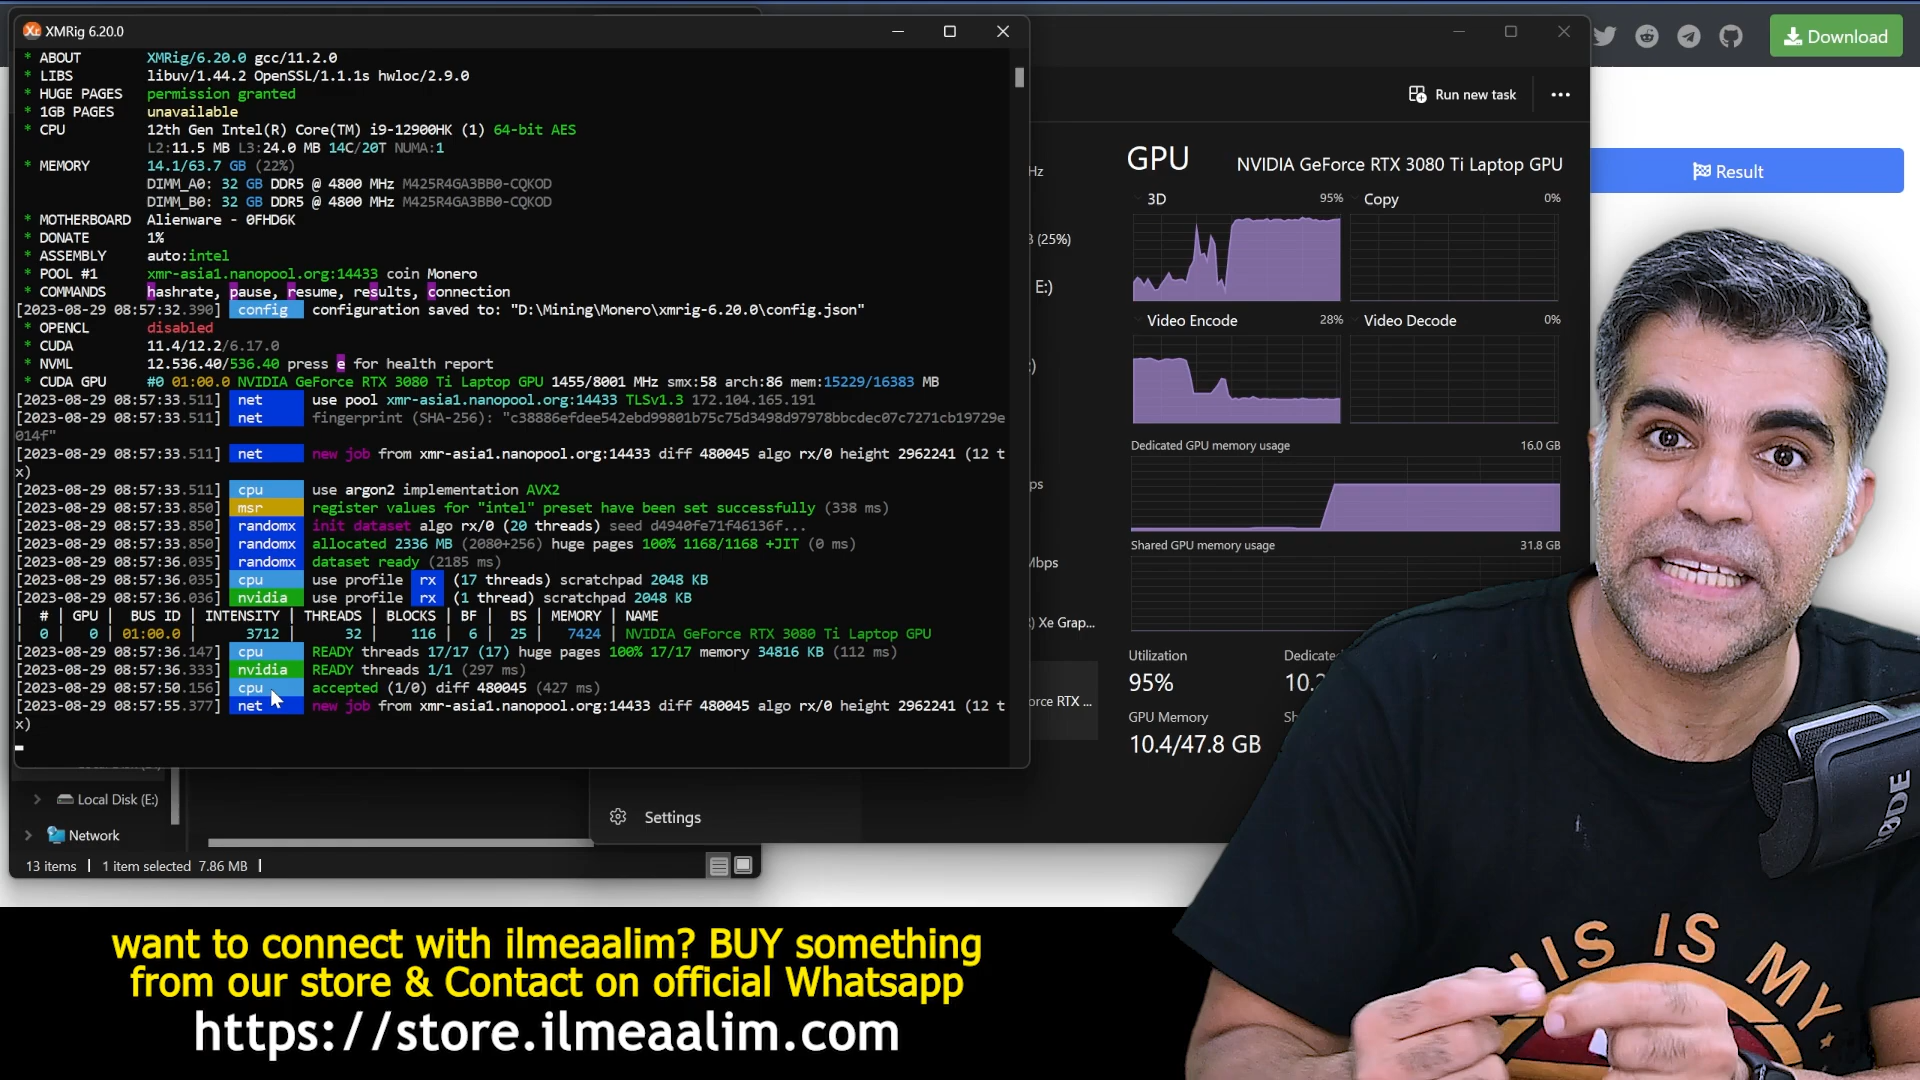 XMRig 6.20.0
* ABOUT XMRig/6.20.0 gcc/11.2.0
* LIBS libuv/1.44.2 OpenSSL/1.1.1s hwloc/2.9.0
* HUGE PAGES permission granted
* 1GB PAGES unavailable
* CPU 12th Gen Intel(R) Core(TM) i9-12900HK (1) 64-bit AES
L2:11.5 MB L3:24.0 MB 14C/20T NUMA:1
* MEMORY 14.1/63.7 GB (22%)
DIMM_A0: 32 GB DDR5 @ 4800 MHz M425R4GA3BB0-CQKOD
DIMM_B0: 32 GB DDR5 @ 4800 MHz M425R4GA3BB0-CQKOD
* MOTHERBOARD Alienware - 0FHD6K
* DONATE 1%
* ASSEMBLY auto:intel
* POOL #1 xmr-asia1.nanopool.org:14433 coin Monero
* COMMANDS hashrate, pause, resume, results, connection
[2023-08-29 08:57:32.390] config configuration saved to: "D:\Mining\Monero\xmrig-6.20.0\config.json"
* OPENCL disabled
* CUDA 11.4/12.2/6.17.0
* NVML 12.536.40/536.40 press e for health report
* CUDA GPU #0 01:00.0 NVIDIA GeForce RTX 3080 Ti Laptop GPU 1455/8001 MHz smx:58 arch:86 mem:15229/16383 MB
[2023-08-29 08:57:33.511] net use pool xmr-asia1.nanopool.org:14433 TLSv1.3 172.104.165.191
[2023-08-29 08:57:33.511] net fingerprint (SHA-256): "c38886efdee542ebd99801b75c75d3498d97978bbcdec07c7271cb19729e
014f"
[2023-08-29 08:57:33.511] net new job from xmr-asia1.nanopool.org:14433 diff 480045 algo rx/0 height 2962241 (12 t
x)
[2023-08-29 08:57:33.511] cpu use argon2 implementation AVX2
[2023-08-29 08:57:33.850] msr register values for "intel" preset have been set successfully (338 ms)
[2023-08-29 08:57:33.850] randomx init dataset algo rx/0 (20 threads) seed d4940fe71f46136f...
[2023-08-29 08:57:33.850] randomx allocated 2336 MB (2080+256) huge pages 100% 1168/1168 +JIT (0 ms)
[2023-08-29 08:57:36.035] randomx dataset ready (2185 ms)
[2023-08-29 08:57:36.035] cpu use profile rx (17 threads) scratchpad 2048 KB
[2023-08-29 08:57:36.036] nvidia use profile rx (1 thread) scratchpad 2048 KB
| # | GPU | BUS ID | INTENSITY | THREADS | BLOCKS | BF | BS | MEMORY | NAME
| 0 | 0 | 01:00.0 | 3712 | 32 | 116 | 6 | 25 | 7424 | NVIDIA GeForce RTX 3080 Ti Laptop GPU
[2023-08-29 08:57:36.147] cpu READY threads 17/17 (17) huge pages 100% 17/17 memory 34816 KB (112 ms)
[2023-08-29 08:57:36.333] nvidia READY threads 1/1 (297 ms)
[2023-08-29 08:57:50.156] cpu accepted (1/0) diff 480045 (427 ms)
[2023-08-29 08:57:55.377] net new job from xmr-asia1.nanopool.org:14433 diff 480045 algo rx/0 height 2962241 (12 t
x)
Local Disk (E:)
Network
13 items | 1 item selected 7.86 MB |
Settings
Download
Run new task
Result
Hz
(25%)
E:)
Mbps
Xe Grap...
GPU
NVIDIA GeForce RTX 3080 Ti Laptop GPU
3D 95%
Copy 0%
Video Encode 28%
Video Decode 0%
Dedicated GPU memory usage 16.0 GB
Shared GPU memory usage 31.8 GB
Utilization
95%
GPU Memory
10.4/47.8 GB
RTX ...
want to connect with ilmeaalim? BUY something
from our store & Contact on official Whatsapp
https://store.ilmeaalim.com
IS IS MY